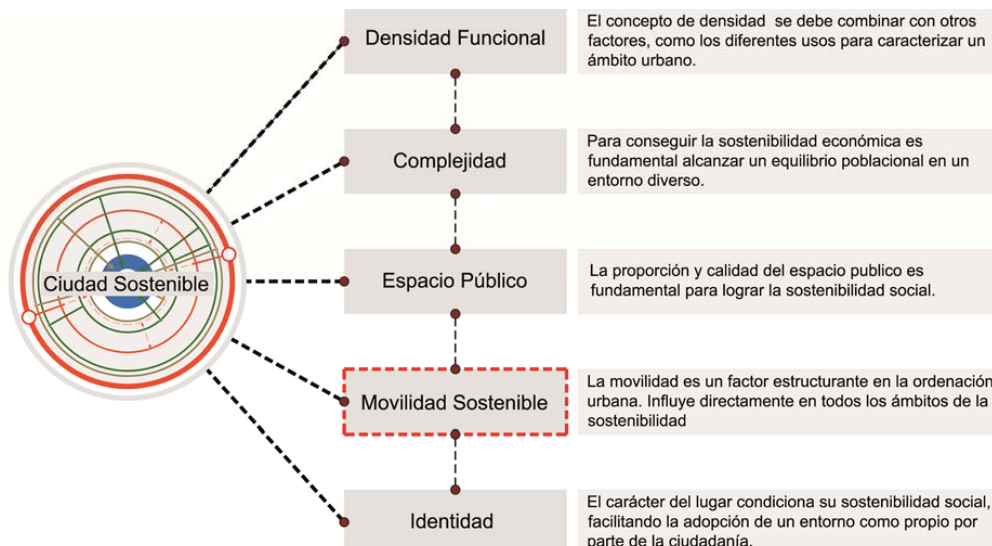 Densidad Funcional
El concepto de densidad se debe combinar con otros
factores, como los diferentes usos para caracterizar un
ámbito urbano.
Complejidad
Para conseguir la sostenibilidad económica es
fundamental alcanzar un equilibrio poblacional en un
entorno diverso.
Ciudad Sostenible
Espacio Público
La proporción y calidad del espacio publico es
fundamental para lograr la sostenibilidad social.
Movilidad Sostenible
La movilidad es un factor estructurante en la ordenación
urbana. Influye directamente en todos los ámbitos de la
sostenibilidad
Identidad
El carácter del lugar condiciona su sostenibilidad social,
facilitando la adopción de un entorno como propio por
parte de la ciudadanía.